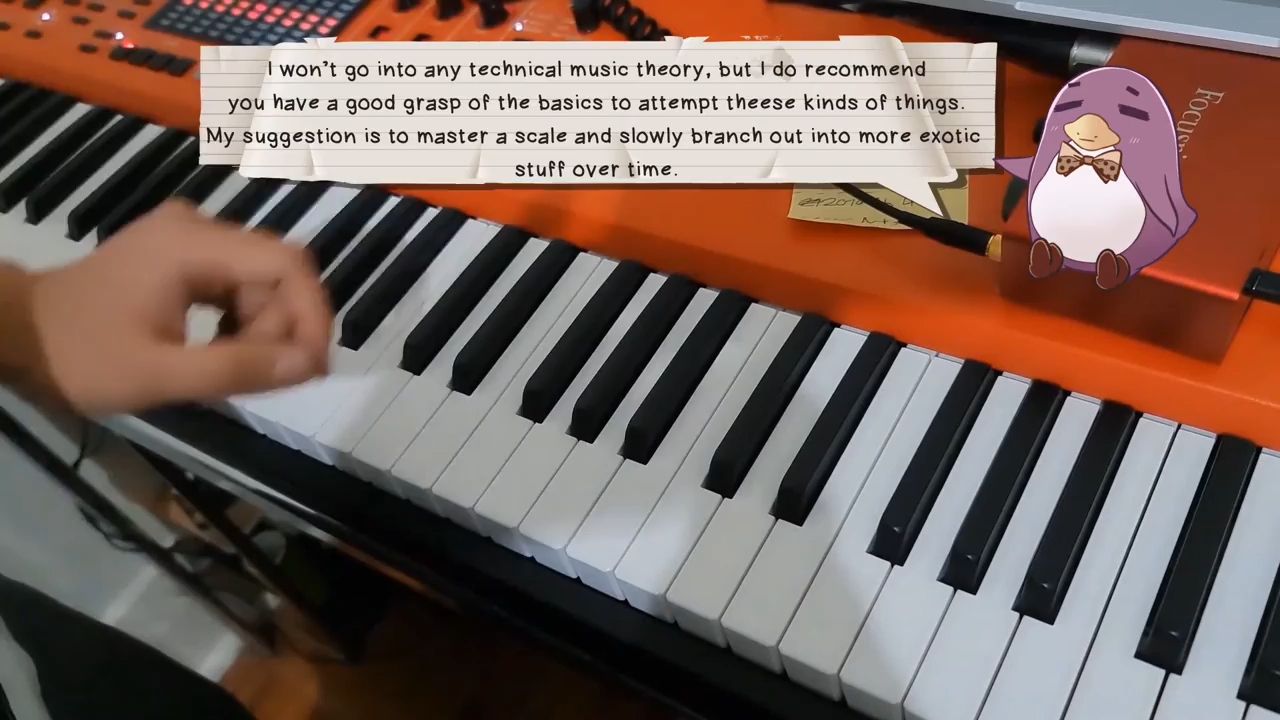 I won't go into any technical music theory, but I do recommend
you have a good grasp of the basics to attempt theese kinds of things.
My suggestion is to master a scale and slowly branch out into more exotic
stuff over time.